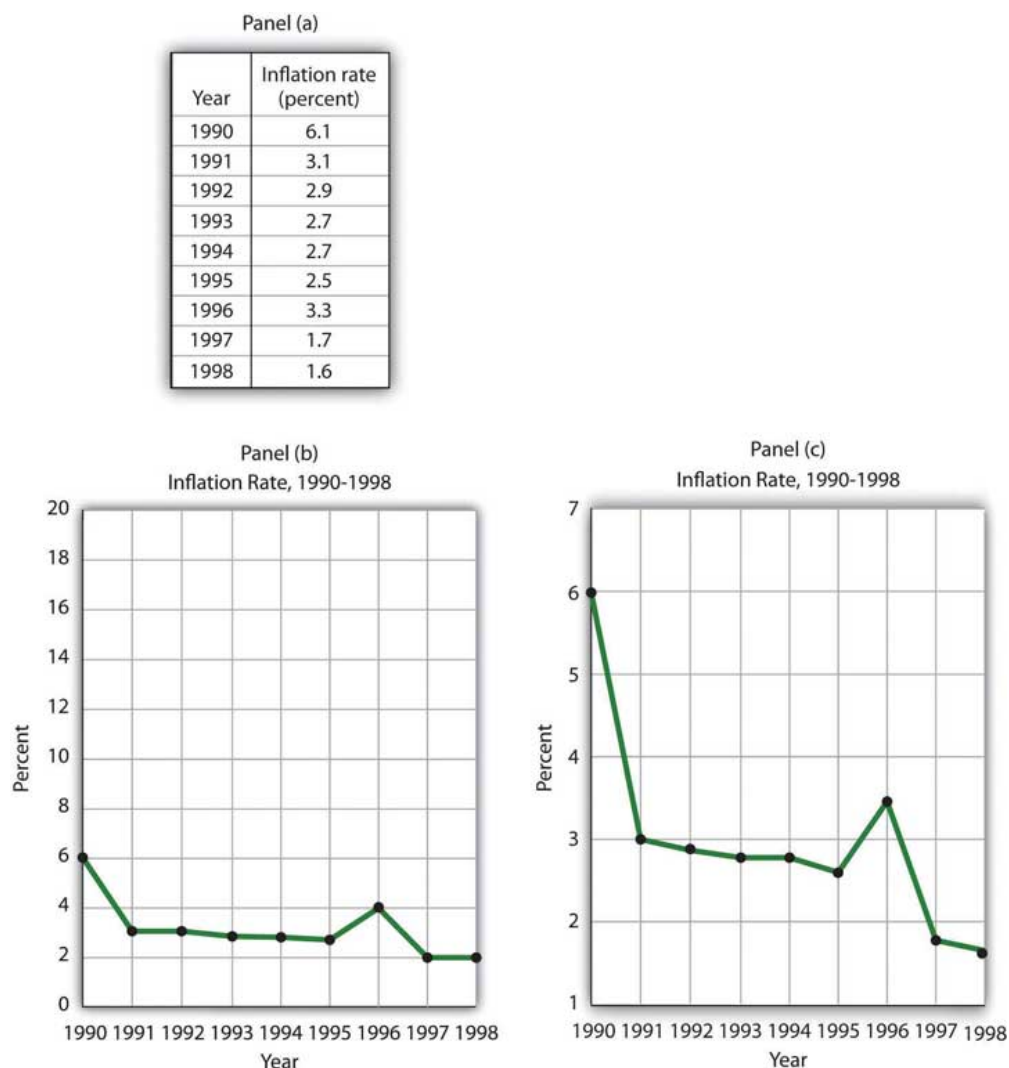 Panel (a)
Year Inflation rate (percent)
1990 6.1
1991 3.1
1992 2.9
1993 2.7
1994 2.7
1995 2.5
1996 3.3
1997 1.7
1998 1.6
Panel (b)
Inflation Rate, 1990-1998
20
18
16
14
12
10
8
6
4
2
0
Percent
1990 1991 1992 1993 1994 1995 1996 1997 1998
Year
Panel (c)
Inflation Rate, 1990-1998
7
6
5
4
3
2
1
Percent
1990 1991 1992 1993 1994 1995 1996 1997 1998
Year